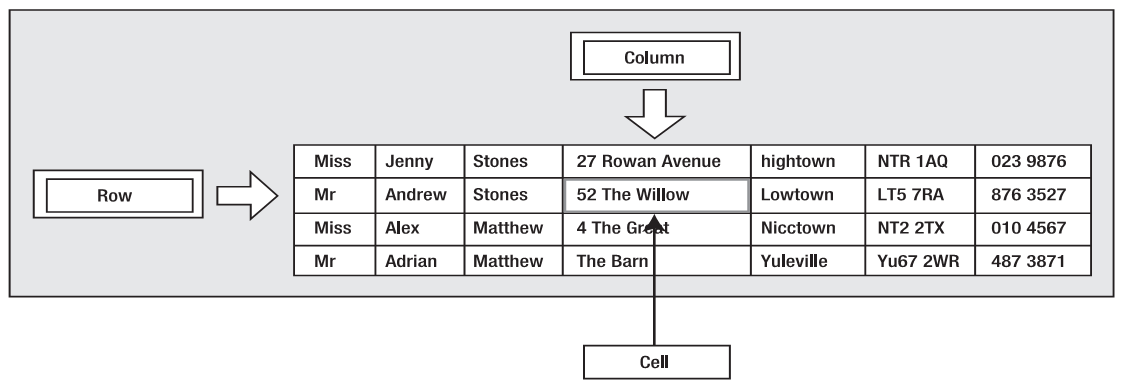 Column
Row
Miss Jenny Stones 27 Rowan Avenue hightown NTR 1AQ 023 9876
Mr Andrew Stones 52 The Willow Lowtown LT5 7RA 876 3527
Miss Alex Matthew 4 The Great Nicctown NT2 2TX 010 4567
Mr Adrian Matthew The Barn Yuleville Yu67 2WR 487 3871
Cell